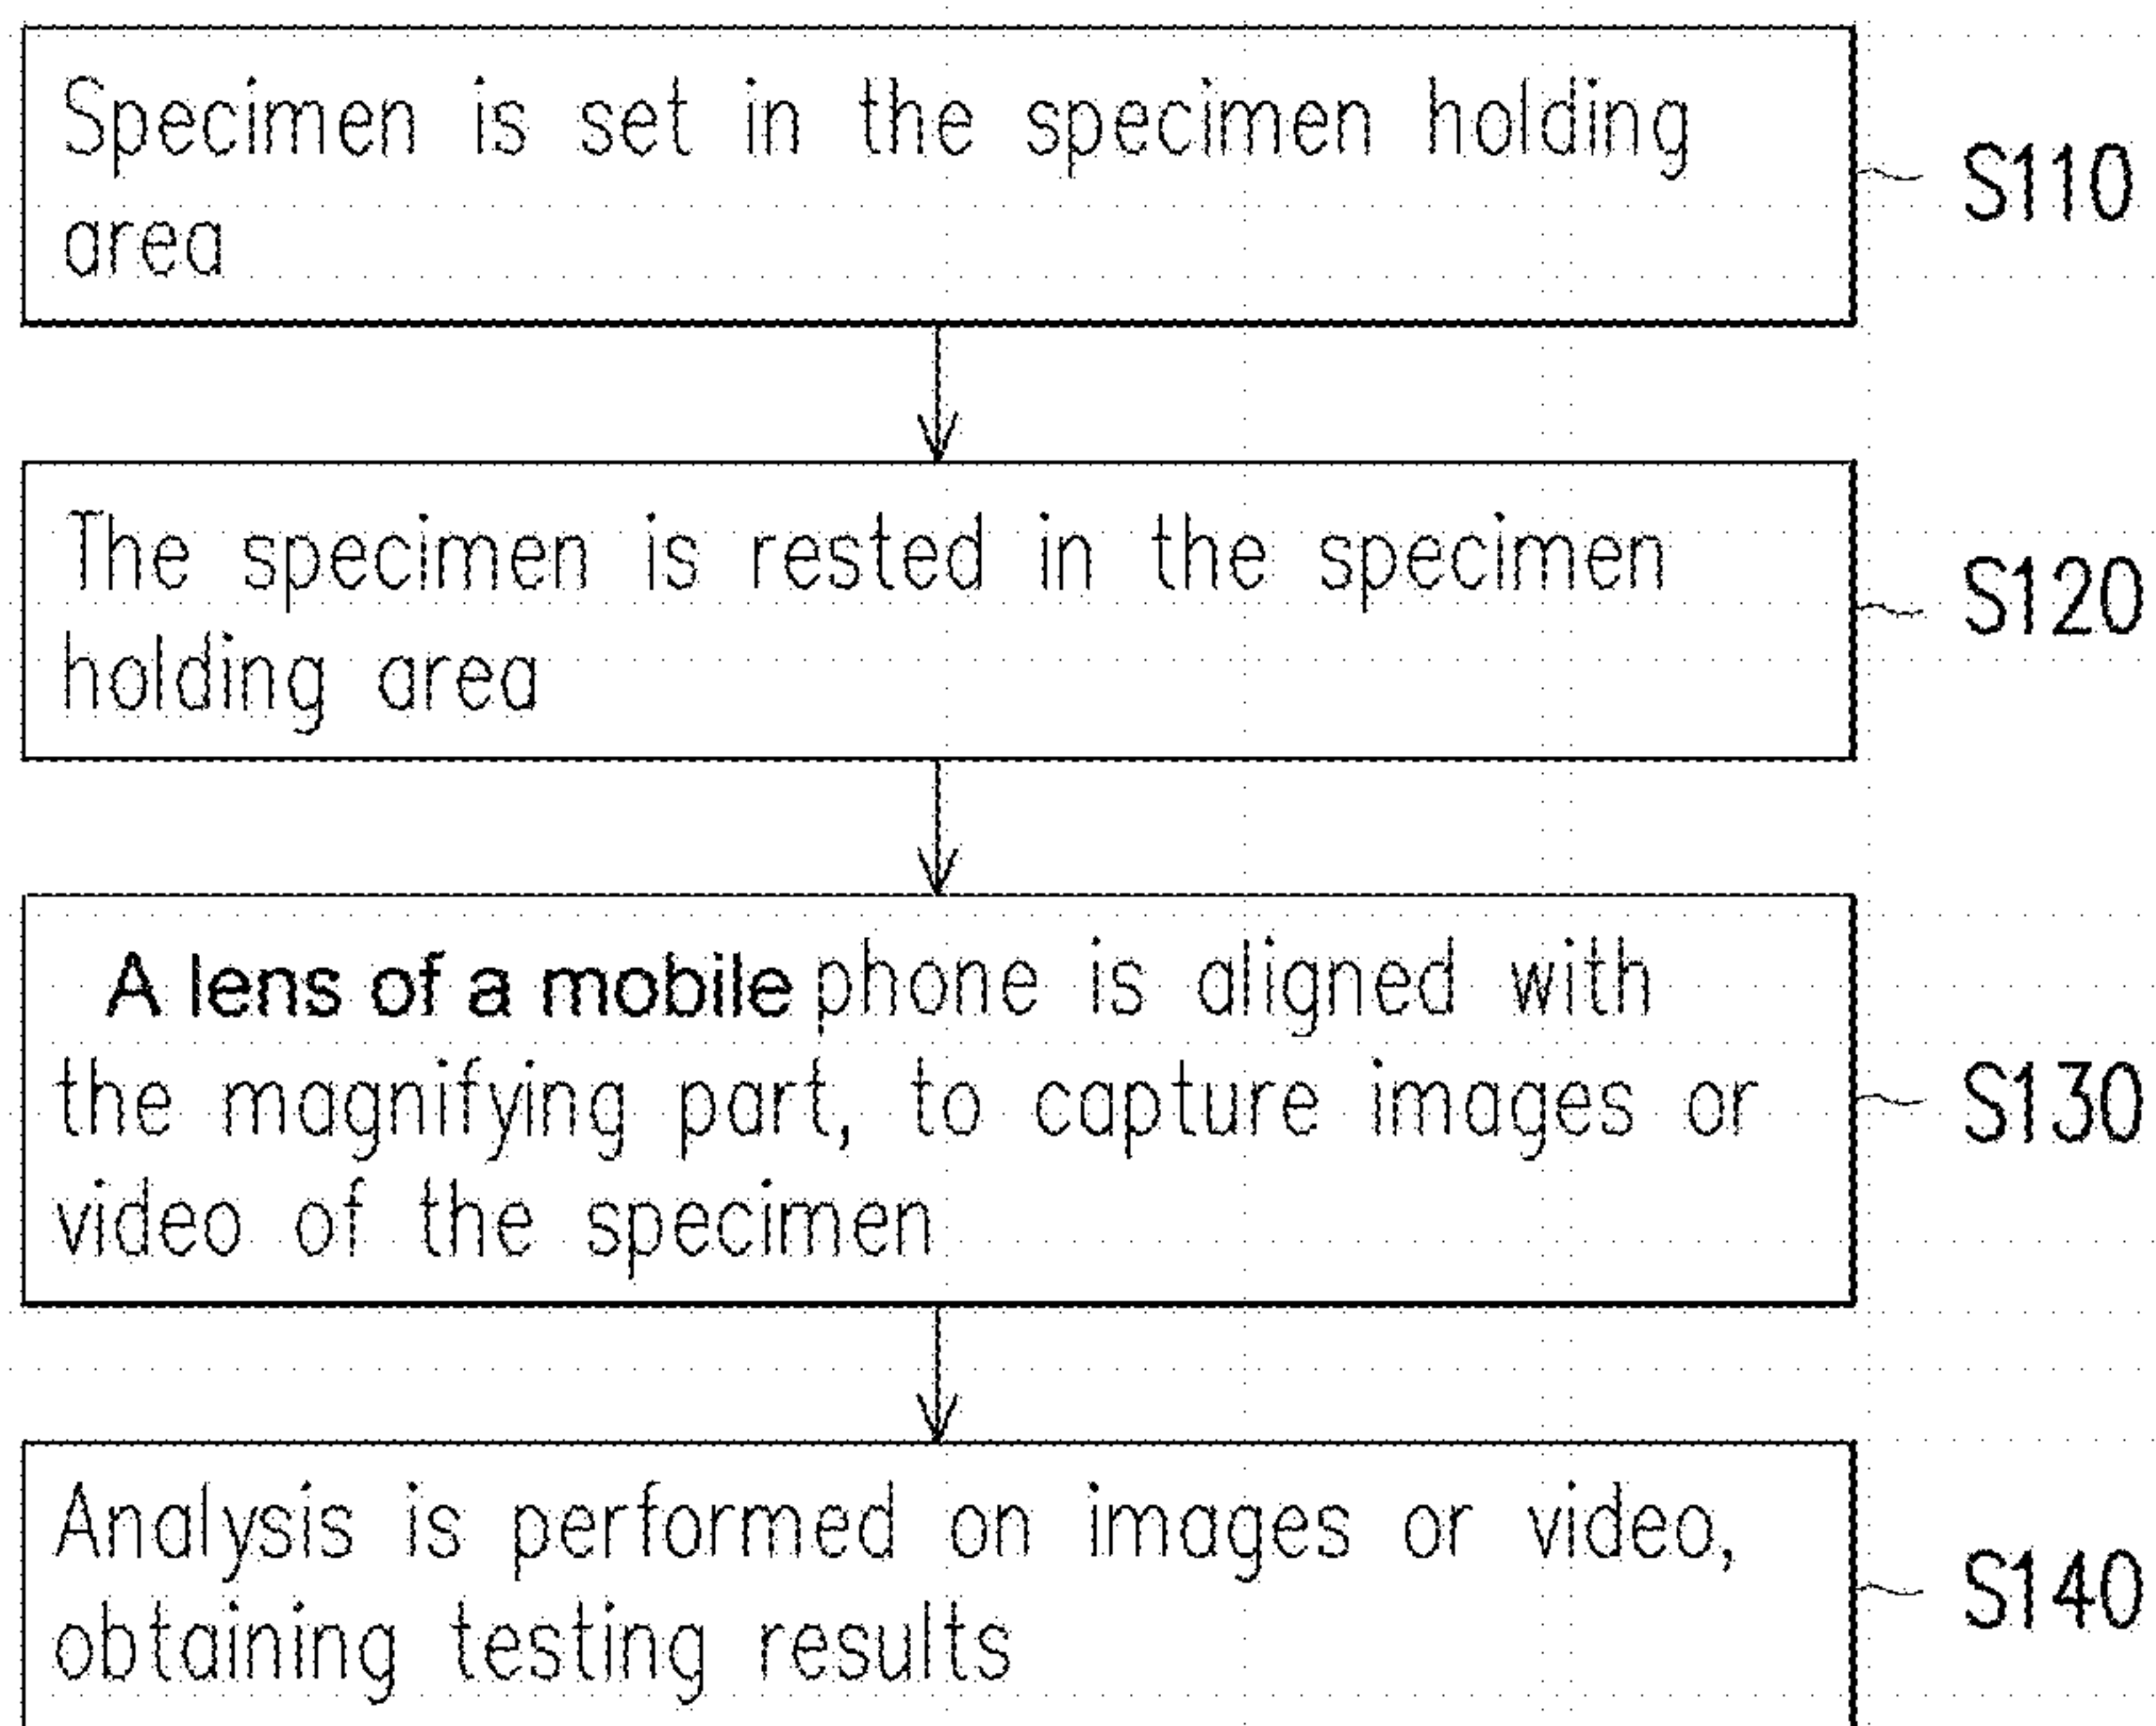 Specimen is set in the specimen holding
area
S110
The specimen is rested in the specimen
holding area
S120
A lens of a mobile phone is aligned with
the magnifying part, to capture images or
video of the specimen
S130
Analysis is performed on images or video,
obtaining testing results
S140